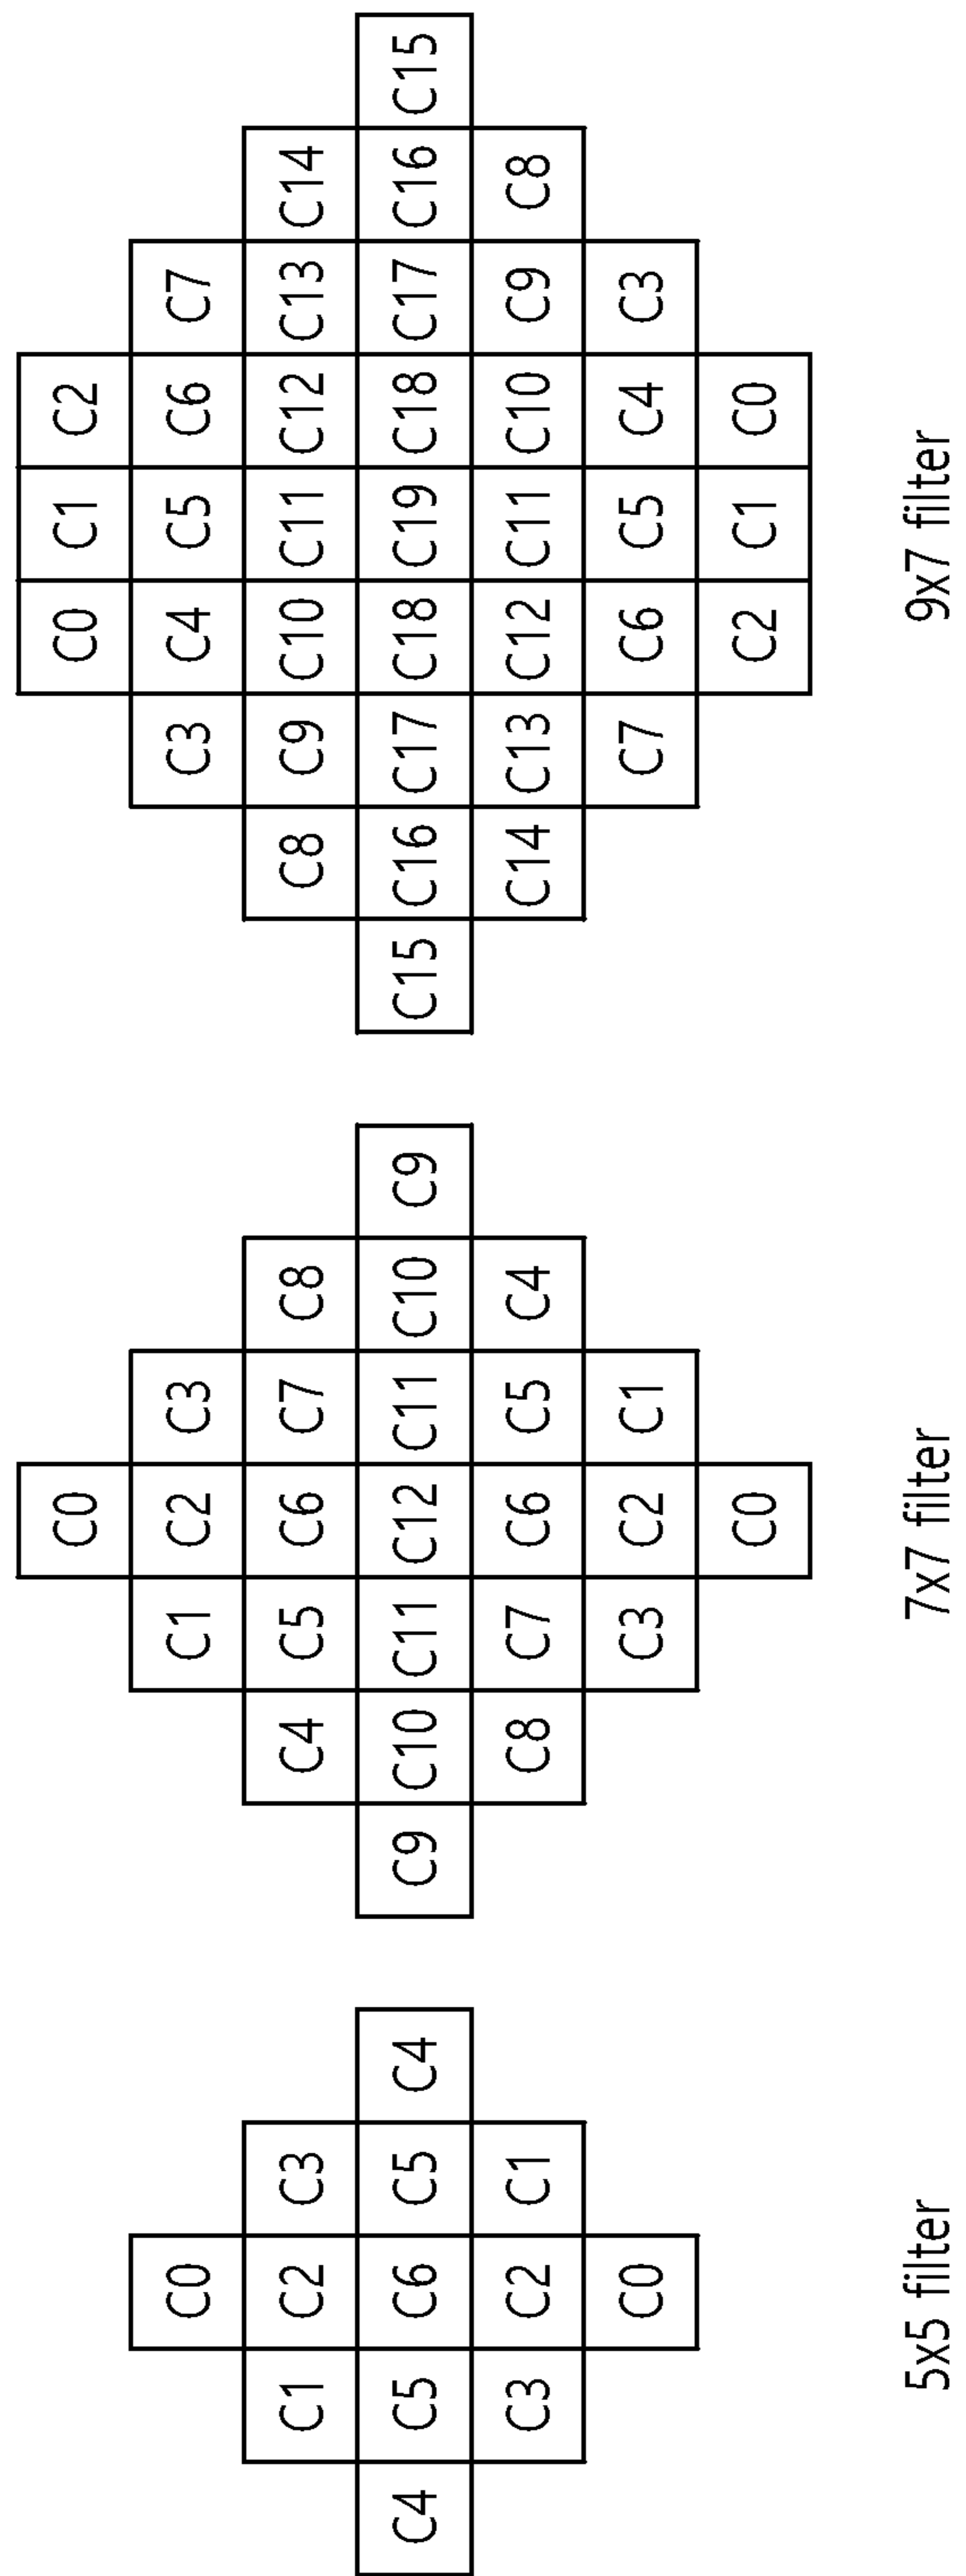 C0
C1 C2 C3
C4 C5 C6 C5 C4
C3 C2 C1
C0
5x5 filter
C0
C1 C2 C3
C4 C5 C6 C7 C8
C9 C10 C11 C12 C11 C10 C9
C8 C7 C6 C5 C4
C3 C2 C1
C0
7x7 filter
C0 C1 C2
C3 C4 C5 C6 C7
C8 C9 C10 C11 C12 C13 C14
C15 C16 C17 C18 C19 C18 C17 C16 C15
C14 C13 C12 C11 C10 C9 C8
C7 C6 C5 C4 C3
C2 C1 C0
9x7 filter